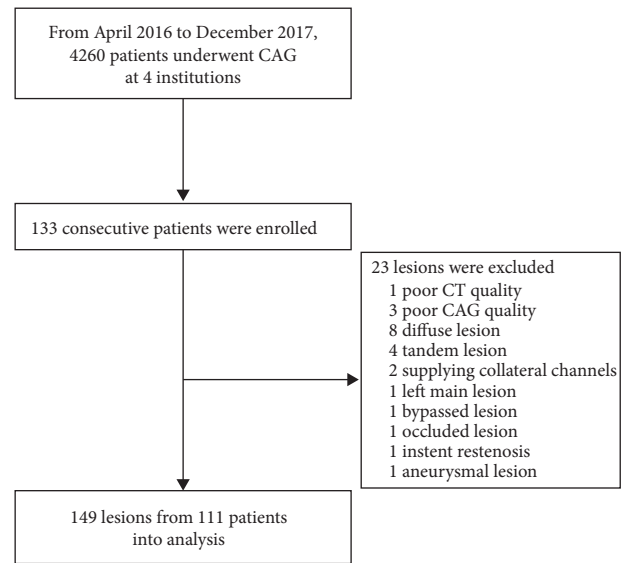 From April 2016 to December 2017,
4260 patients underwent CAG
at 4 institutions
133 consecutive patients were enrolled
23 lesions were excluded
1 poor CT quality
3 poor CAG quality
8 diffuse lesion
4 tandem lesion
2 supplying collateral channels
1 left main lesion
1 bypassed lesion
1 occluded lesion
1 instent restenosis
1 aneurysmal lesion
149 lesions from 111 patients
into analysis